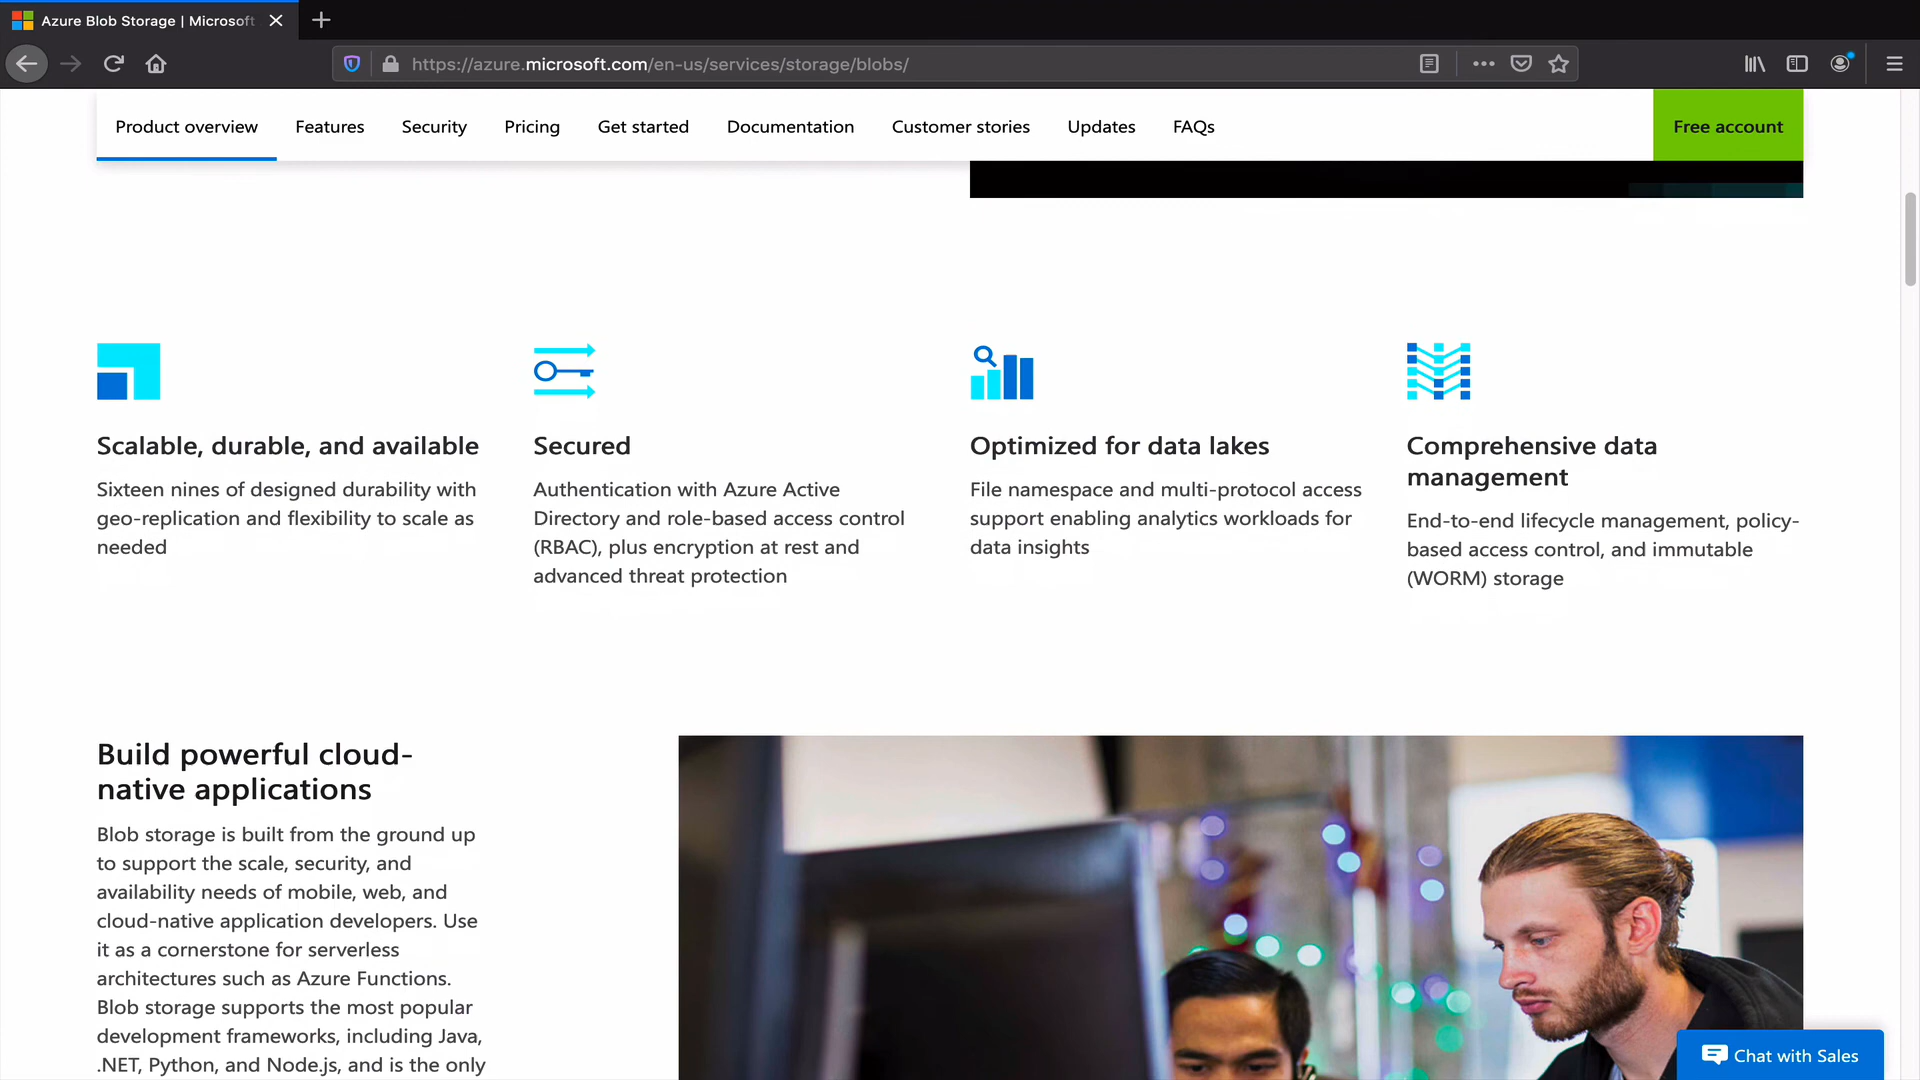 Azure Blob Storage | Microsoft
https://azure.microsoft.com/en-us/services/storage/blobs/
Product overview
Features
Security
Pricing
Get started
Documentation
Customer stories
Updates
FAQs
Free account
Scalable, durable, and available
Sixteen nines of designed durability with
geo-replication and flexibility to scale as
needed
Secured
Authentication with Azure Active
Directory and role-based access control
(RBAC), plus encryption at rest and
advanced threat protection
Optimized for data lakes
File namespace and multi-protocol access
support enabling analytics workloads for
data insights
Comprehensive data
management
End-to-end lifecycle management, policy-
based access control, and immutable
(WORM) storage
Build powerful cloud-
native applications
Blob storage is built from the ground up
to support the scale, security, and
availability needs of mobile, web, and
cloud-native application developers. Use
it as a cornerstone for serverless
architectures such as Azure Functions.
Blob storage supports the most popular
development frameworks, including Java,
.NET, Python, and Node.js, and is the only
Chat with Sales